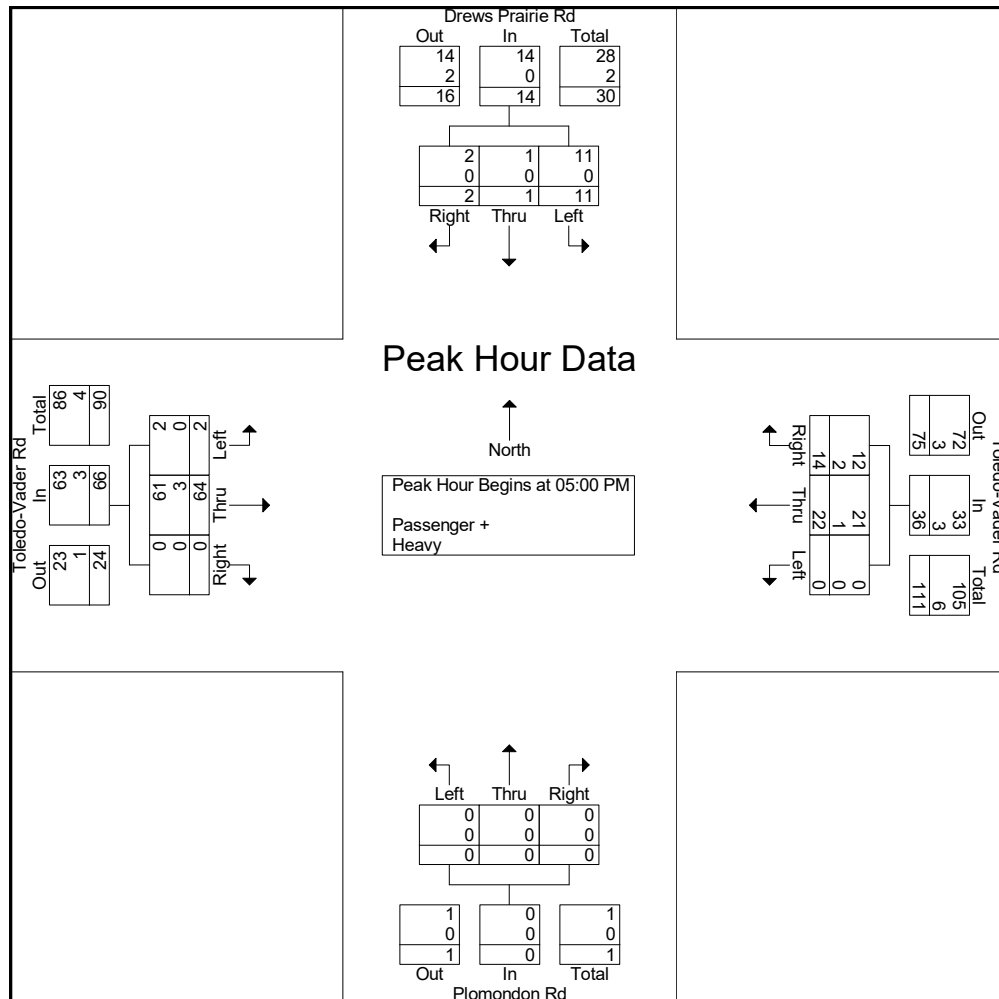 Drews Prairie Rd
Out In Total
14 14 28
2 0 2
16 14 30
2 1 11
0 0 0
2 1 11
Right Thru Left
Peak Hour Data
North
Peak Hour Begins at 05:00 PM
Passenger +
Heavy
Toledo-Vader Rd
Out In Total
23 63 86
1 3 4
24 66 90
Left Thru Right
2 61 0
0 3 0
2 64 0
Toledo-Vader Rd
Out In Total
72 33 105
3 3 6
75 36 111
12 21 0
2 1 0
14 22 0
Right Thru Left
Left Thru Right
0 0 0
0 0 0
0 0 0
1 0 1
0 0 0
1 0 1
Out In Total
Plomondon Rd